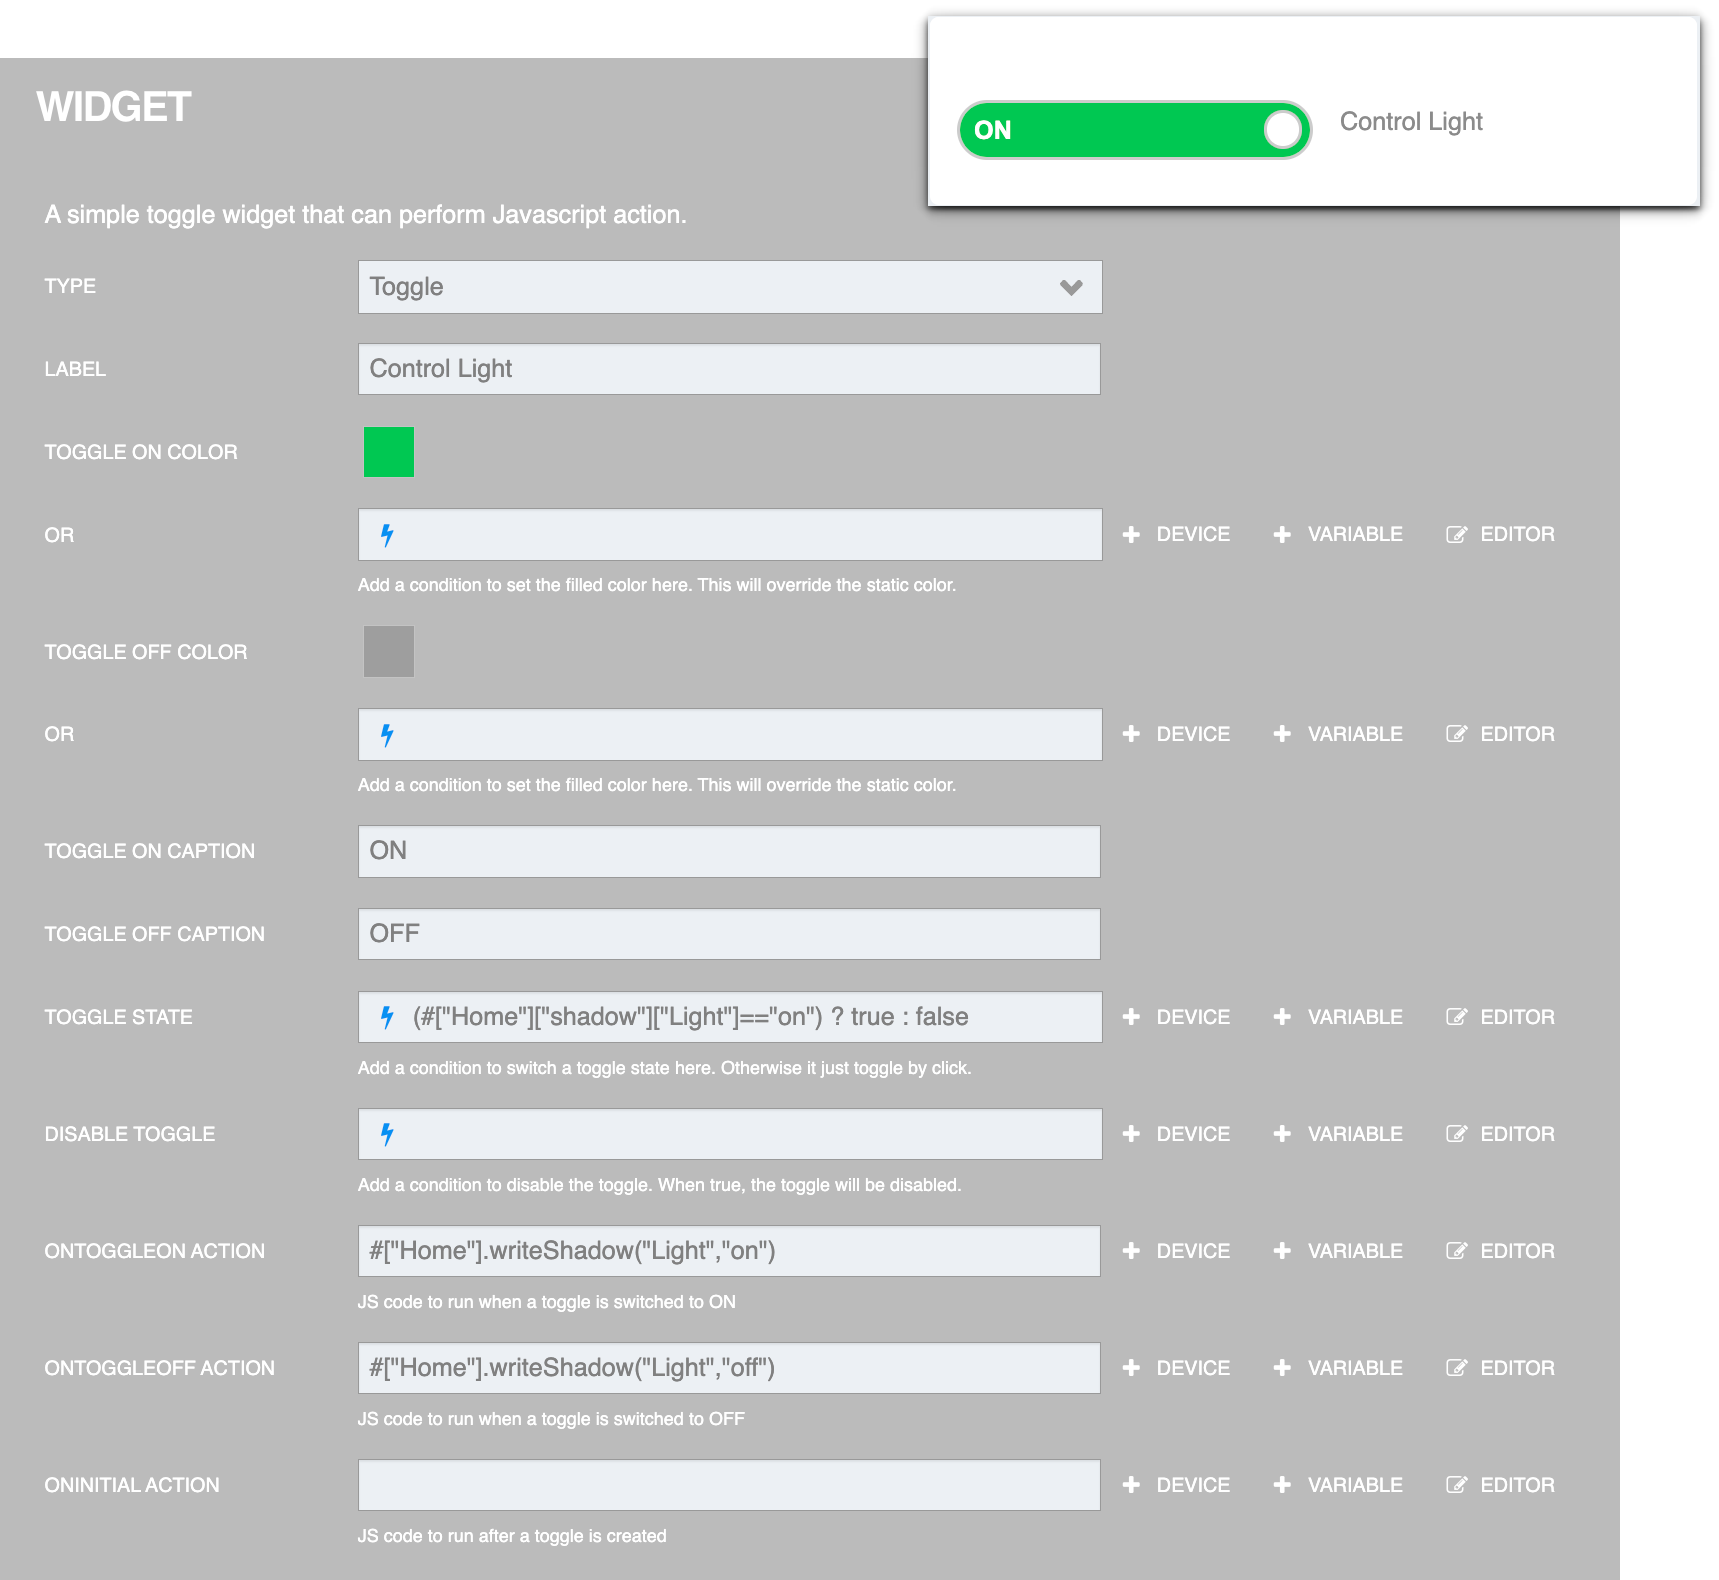 WIDGET
ON Control Light
A simple toggle widget that can perform Javascript action.
TYPE Toggle
LABEL Control Light
TOGGLE ON COLOR
OR DEVICE VARIABLE EDITOR
Add a condition to set the filled color here. This will override the static color.
TOGGLE OFF COLOR
OR DEVICE VARIABLE EDITOR
Add a condition to set the filled color here. This will override the static color.
TOGGLE ON CAPTION ON
TOGGLE OFF CAPTION OFF
TOGGLE STATE (#["Home"]["shadow"]["Light"]=="on") ? true : false DEVICE VARIABLE EDITOR
Add a condition to switch a toggle state here. Otherwise it just toggle by click.
DISABLE TOGGLE DEVICE VARIABLE EDITOR
Add a condition to disable the toggle. When true, the toggle will be disabled.
ONTOGGLEON ACTION #["Home"].writeShadow("Light","on") DEVICE VARIABLE EDITOR
JS code to run when a toggle is switched to ON
ONTOGGLEOFF ACTION #["Home"].writeShadow("Light","off") DEVICE VARIABLE EDITOR
JS code to run when a toggle is switched to OFF
ONINITIAL ACTION DEVICE VARIABLE EDITOR
JS code to run after a toggle is created